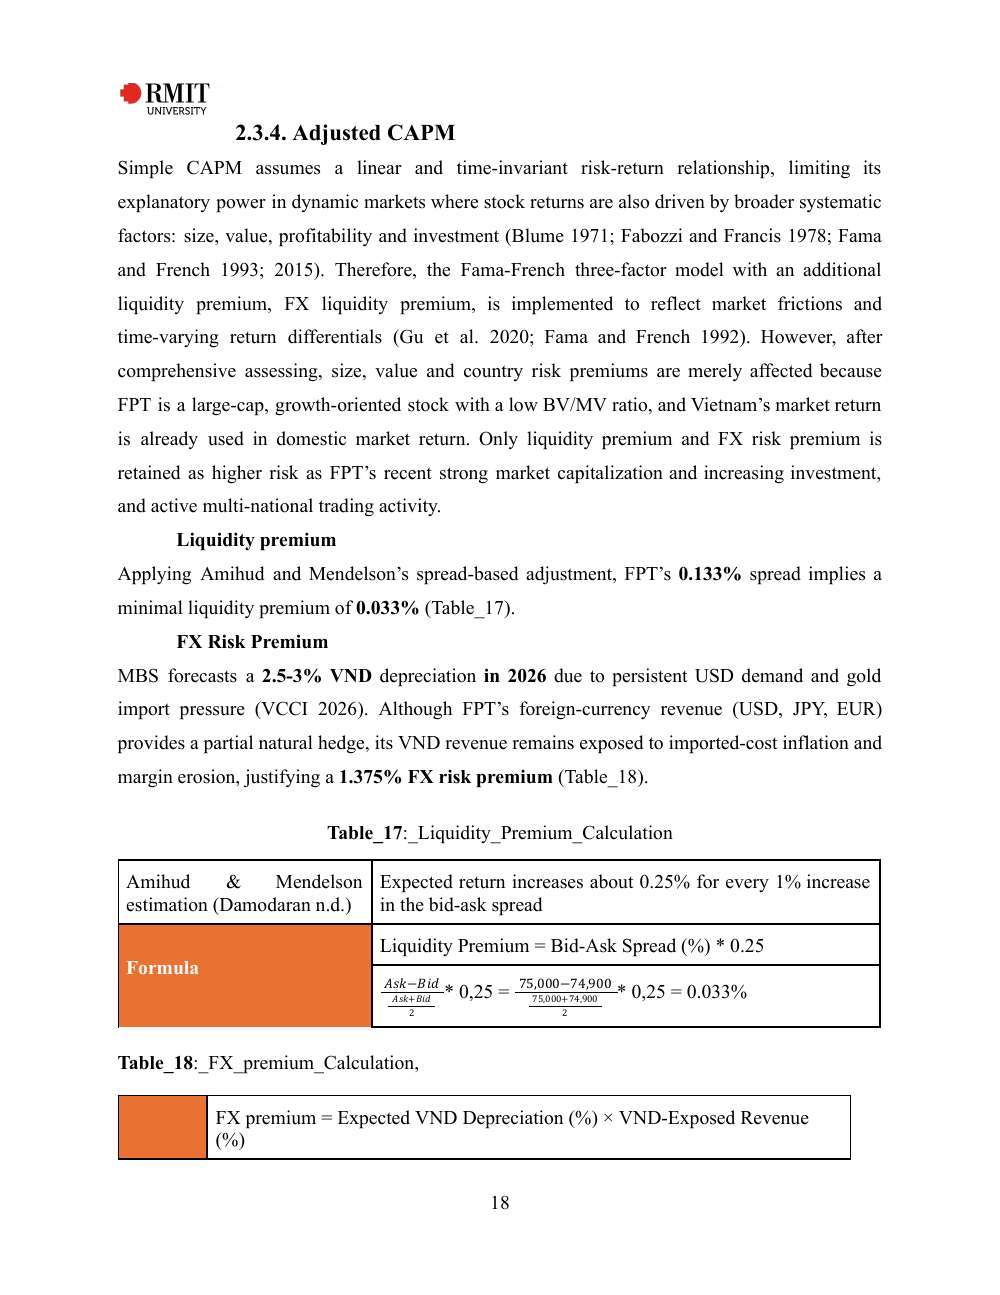 RMIT
UNIVERSITY
2.3.4. Adjusted CAPM
Simple CAPM assumes a linear and time-invariant risk-return relationship, limiting its
explanatory power in dynamic markets where stock returns are also driven by broader systematic
factors: size, value, profitability and investment (Blume 1971; Fabozzi and Francis 1978; Fama
and French 1993; 2015). Therefore, the Fama-French three-factor model with an additional
liquidity premium, FX liquidity premium, is implemented to reflect market frictions and
time-varying return differentials (Gu et al. 2020; Fama and French 1992). However, after
comprehensive assessing, size, value and country risk premiums are merely affected because
FPT is a large-cap, growth-oriented stock with a low BV/MV ratio, and Vietnam’s market return
is already used in domestic market return. Only liquidity premium and FX risk premium is
retained as higher risk as FPT’s recent strong market capitalization and increasing investment,
and active multi-national trading activity.
Liquidity premium
Applying Amihud and Mendelson’s spread-based adjustment, FPT’s 0.133% spread implies a
minimal liquidity premium of 0.033% (Table_17).
FX Risk Premium
MBS forecasts a 2.5-3% VND depreciation in 2026 due to persistent USD demand and gold
import pressure (VCCI 2026). Although FPT’s foreign-currency revenue (USD, JPY, EUR)
provides a partial natural hedge, its VND revenue remains exposed to imported-cost inflation and
margin erosion, justifying a 1.375% FX risk premium (Table_18).
Table_17:_Liquidity_Premium_Calculation
Amihud & Mendelson
estimation (Damodaran n.d.)
Expected return increases about 0.25% for every 1% increase
in the bid-ask spread
Formula
Liquidity Premium = Bid-Ask Spread (%) * 0.25
Ask−Bid / ((Ask+Bid)/2) * 0,25 = 75,000−74,900 / ((75,000+74,900)/2) * 0,25 = 0.033%
Table_18:_FX_premium_Calculation,
FX premium = Expected VND Depreciation (%) × VND-Exposed Revenue
(%)
18